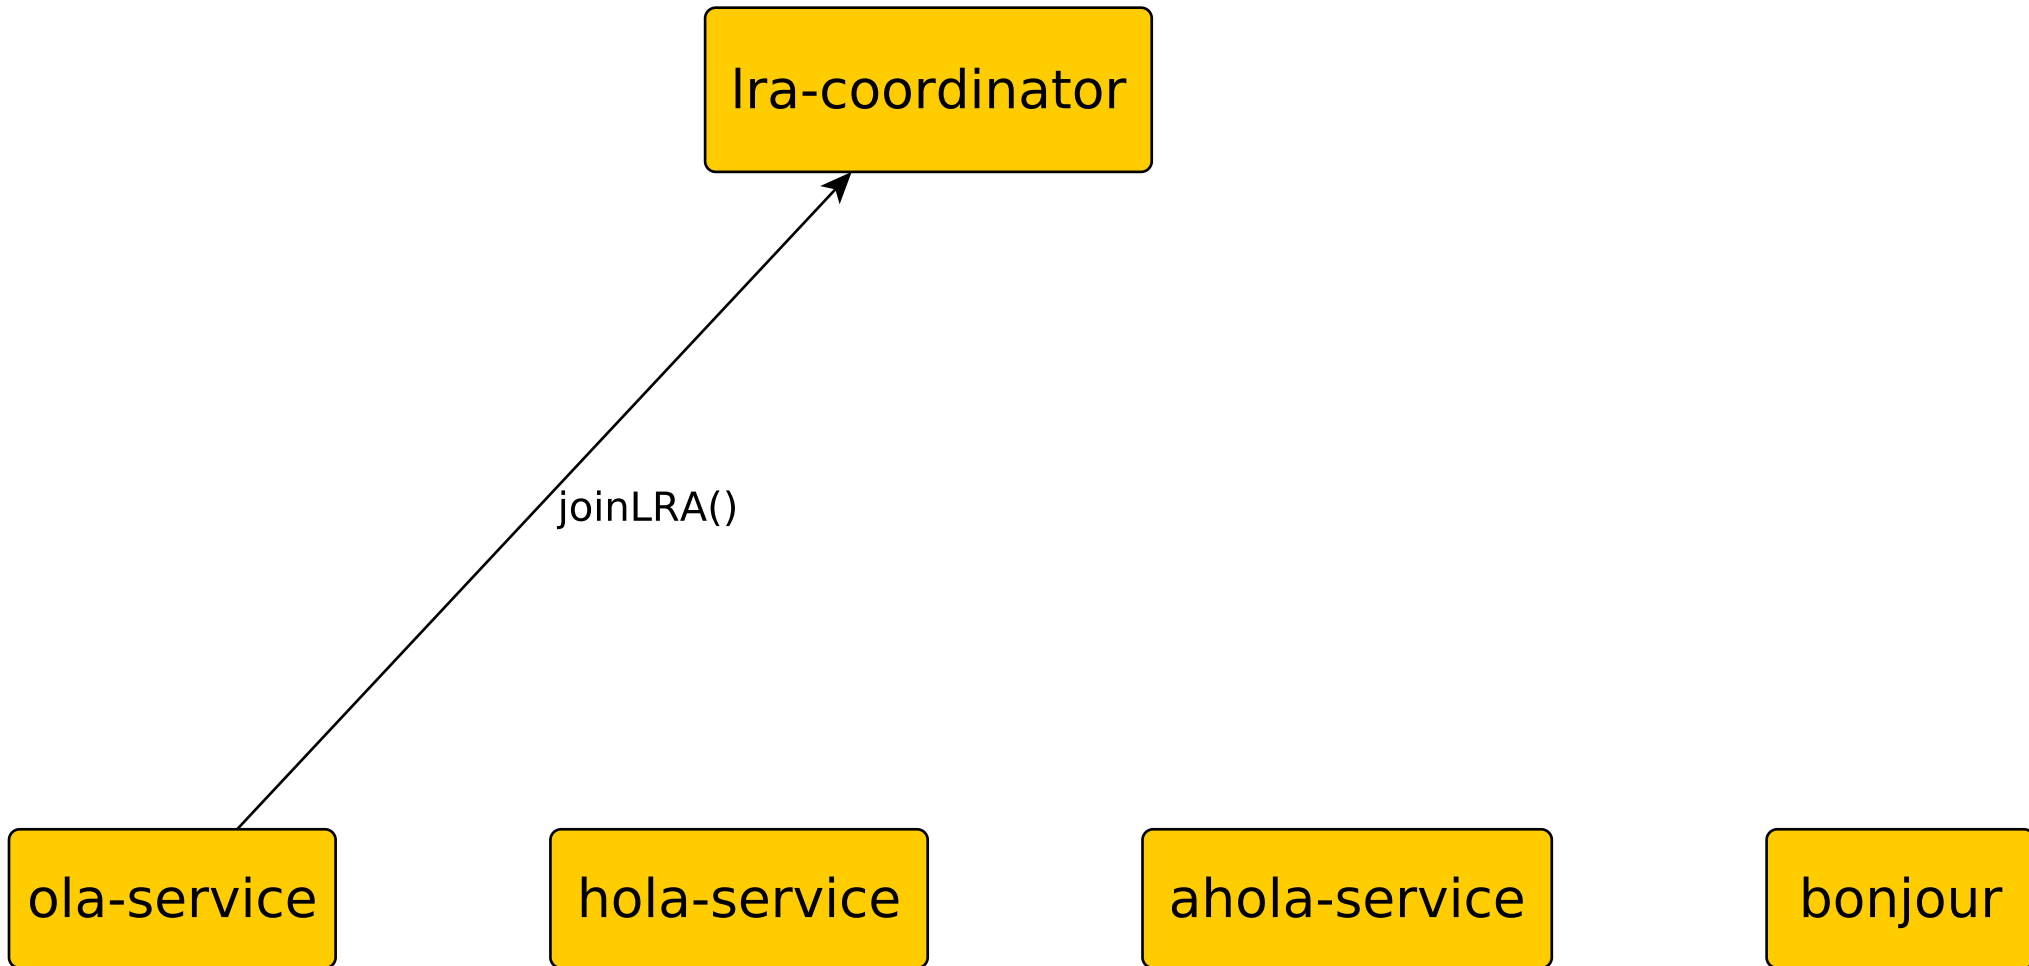 lra-coordinator
joinLRA()
ola-service
hola-service
ahola-service
bonjour